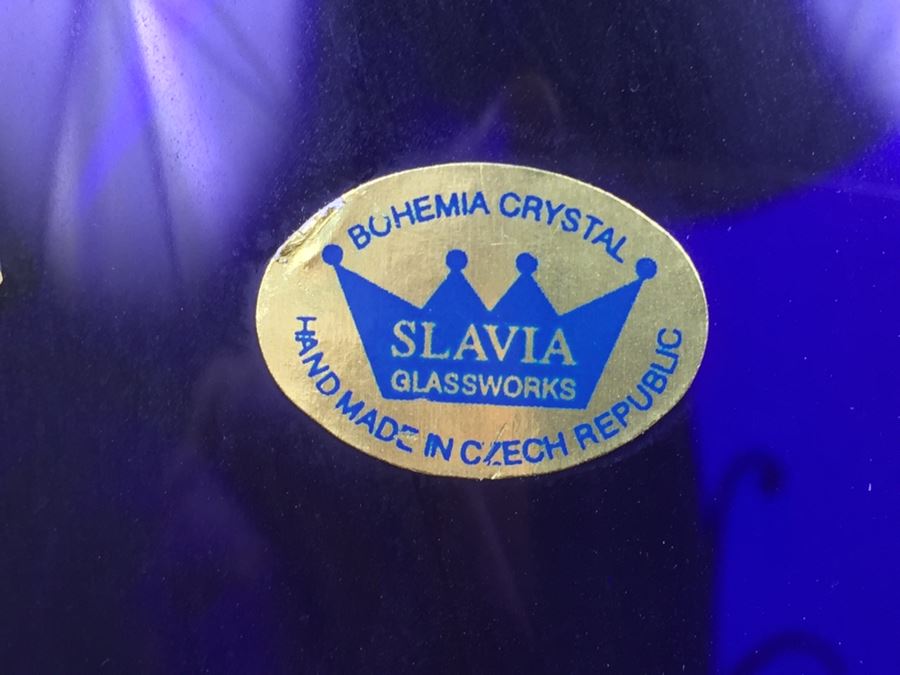 BOHEMIA CRYSTAL
SLAVIA
GLASSWORKS
HAND MADE IN CZECH REPUBLIC